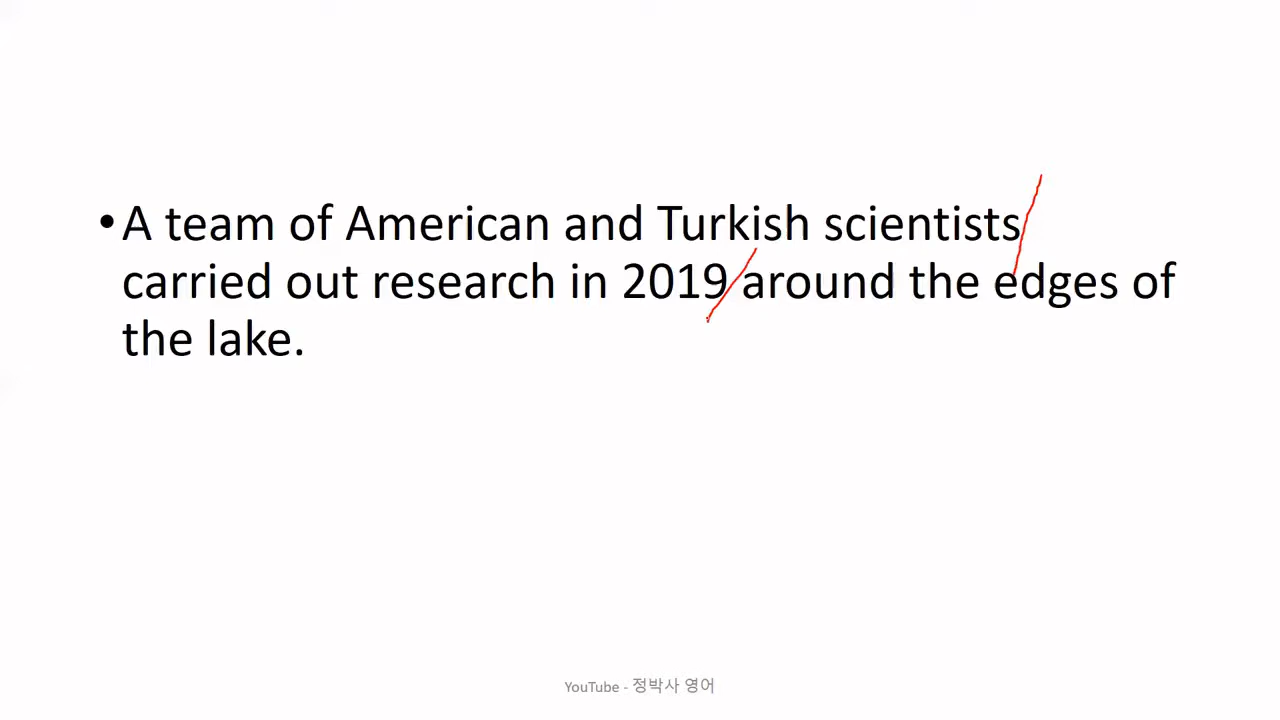 •A team of American and Turkish scientists
carried out research in 2019 around the edges of
the lake.
YouTube - 정박사 영어